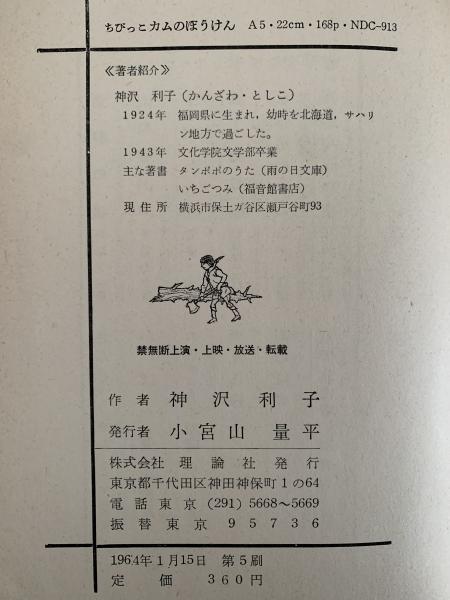 ちびっこカムのぼうけん　A5・22cm・168p・NDC-913
≪著者紹介≫
神沢　利子（かんざわ・としこ）
1924年　福岡県に生まれ，幼時を北海道，サハリ
ン地方で過ごした。
1943年　文化学院文学部卒業
主な著書　タンポポのうた（雨の日文庫）
いちごつみ（福音館書店）
現住所　横浜市保土ガ谷区瀬戸谷町93
禁無断上演・上映・放送・転載
作者　神沢利子
発行者　小宮山量平
株式会社理論社発行
東京都千代田区神田神保町1の64
電話東京（291）5668〜5669
振替東京95736
1964年1月15日　第5刷
定価　360円